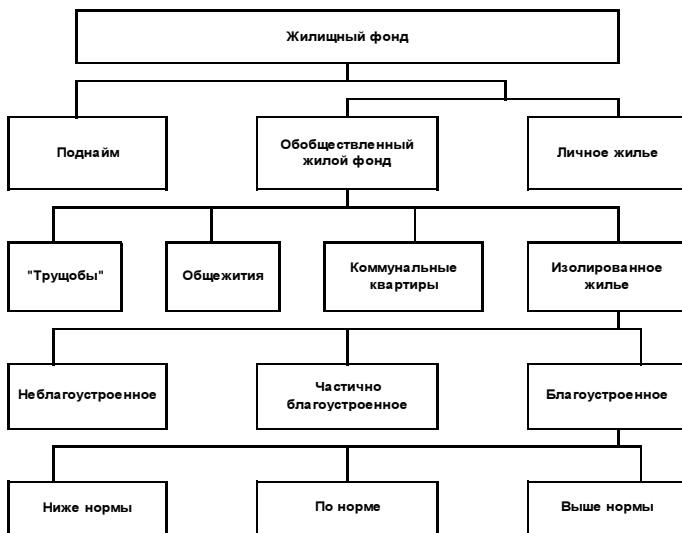 Жилищный фонд
Поднайм
Обобществленный
жилой фонд
Личное жилье
"Трущобы"
Общежития
Коммунальные
квартиры
Изолированное
жилье
Неблагоустроенное
Частично
благоустроенное
Благоустроенное
Ниже нормы
По норме
Выше нормы